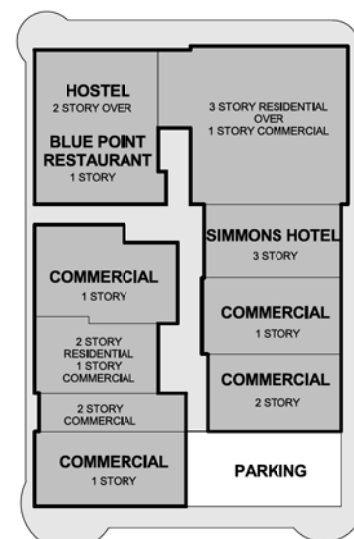 HOSTEL
2 STORY OVER
BLUE POINT
RESTAURANT
1 STORY
3 STORY RESIDENTIAL
OVER
1 STORY COMMERCIAL
SIMMONS HOTEL
3 STORY
COMMERCIAL
1 STORY
COMMERCIAL
1 STORY
2 STORY
RESIDENTIAL
1 STORY
COMMERCIAL
COMMERCIAL
2 STORY
2 STORY
COMMERCIAL
COMMERCIAL
1 STORY
PARKING